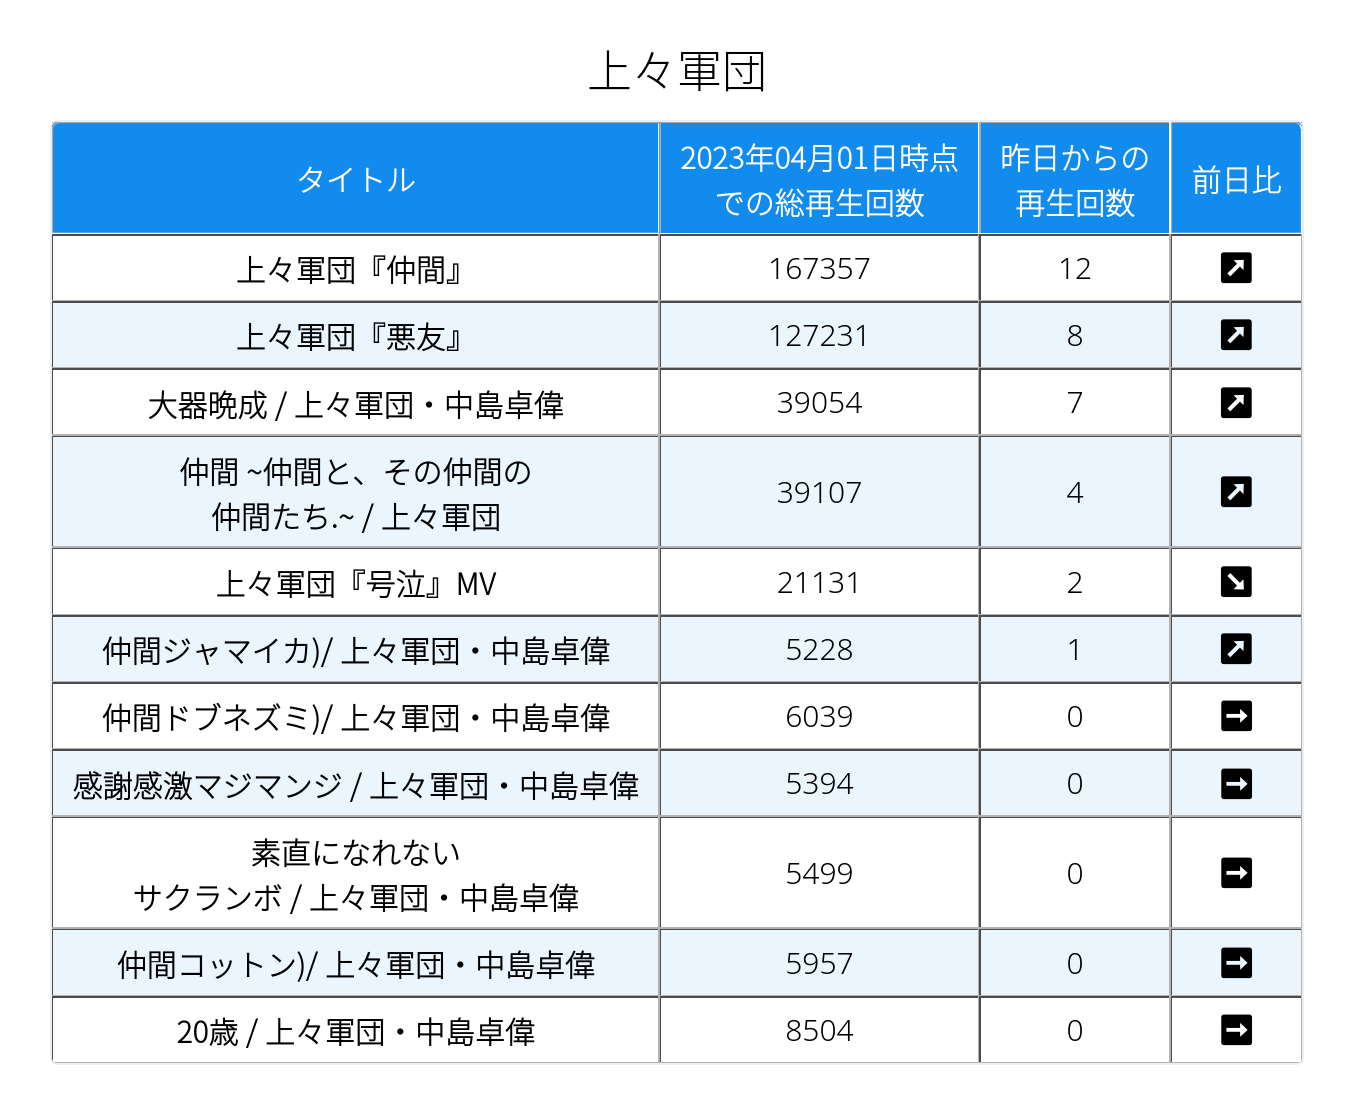 上々軍団
タイトル
2023年04月01日時点
での総再生回数
昨日からの
再生回数
前日比
上々軍団『仲間』
167357
12
上々軍団『悪友』
127231
8
大器晩成 / 上々軍団・中島卓偉
39054
7
仲間 ~仲間と、その仲間の
仲間たち.~ / 上々軍団
39107
4
上々軍団『号泣』MV
21131
2
仲間ジャマイカ)/ 上々軍団・中島卓偉
5228
1
仲間ドブネズミ)/ 上々軍団・中島卓偉
6039
0
感謝感激マジマンジ / 上々軍団・中島卓偉
5394
0
素直になれない
サクランボ / 上々軍団・中島卓偉
5499
0
仲間コットン)/ 上々軍団・中島卓偉
5957
0
20歳 / 上々軍団・中島卓偉
8504
0